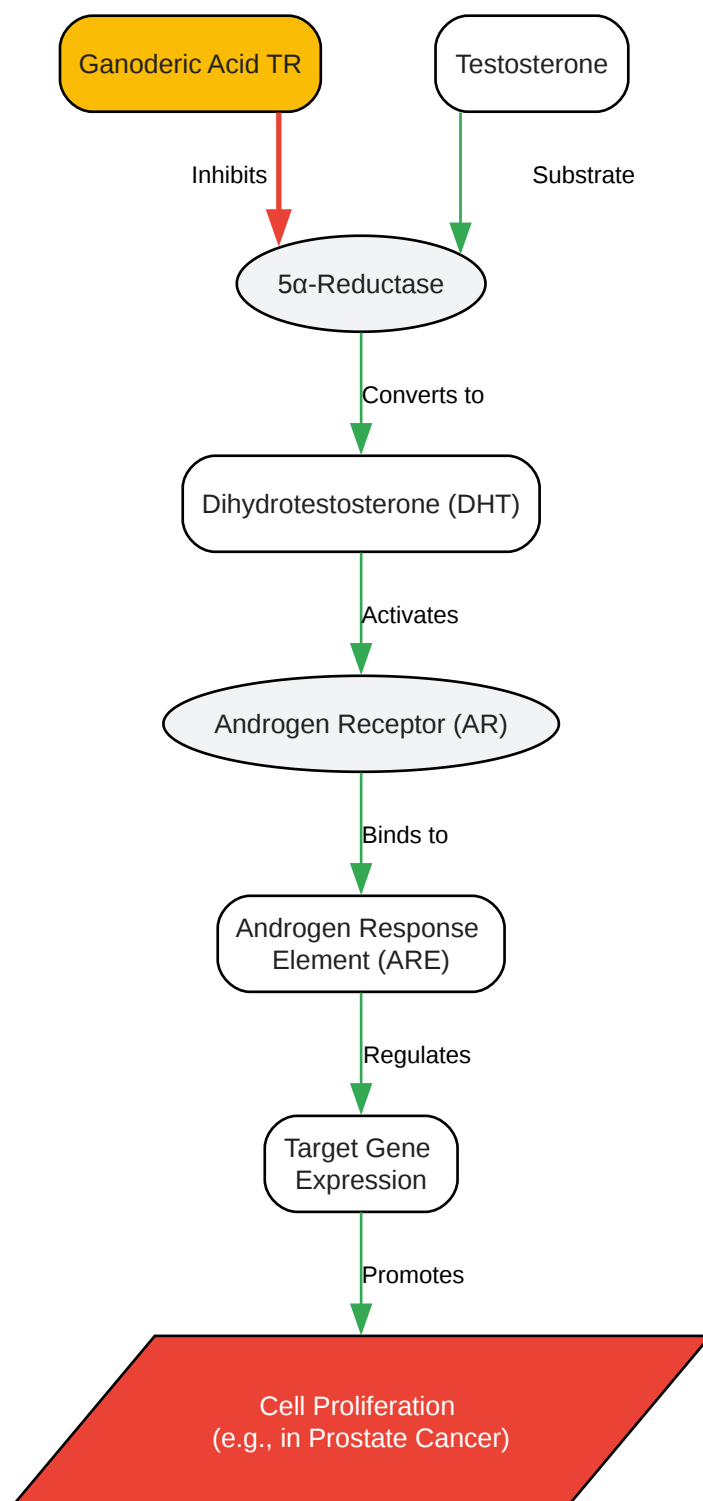 Ganoderic Acid TR
Testosterone
Inhibits
Substrate
5α-Reductase
Converts to
Dihydrotestosterone (DHT)
Activates
Androgen Receptor (AR)
Binds to
Androgen Response
Element (ARE)
Regulates
Target Gene
Expression
Promotes
Cell Proliferation
(e.g., in Prostate Cancer)